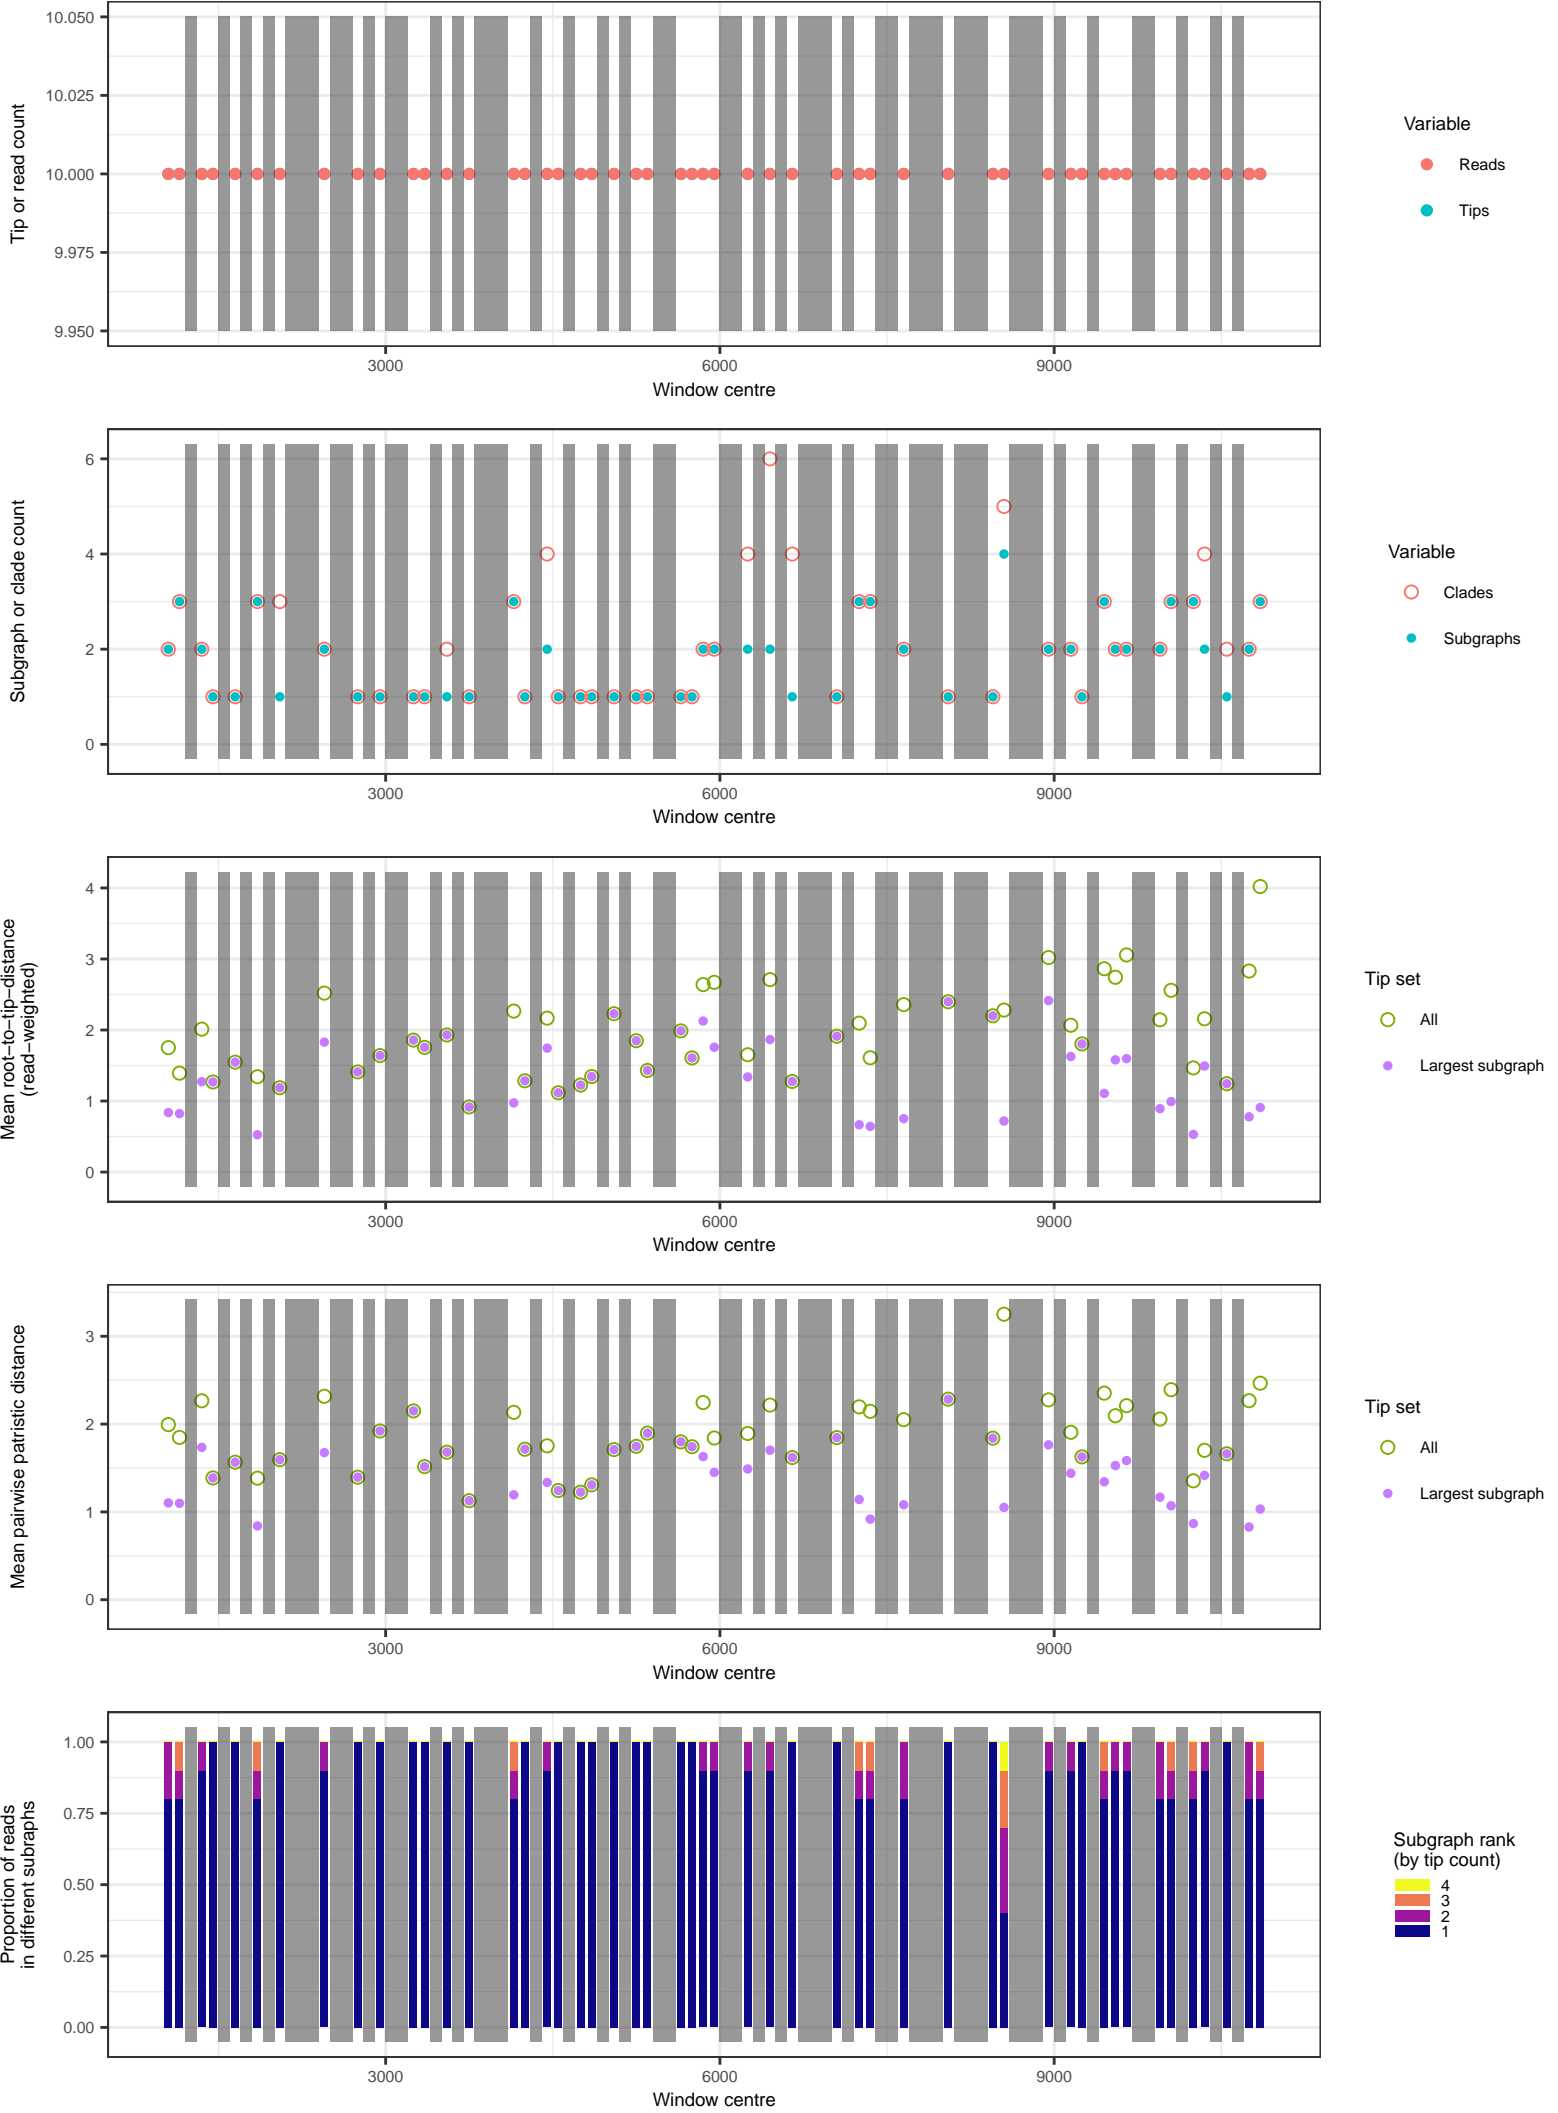 10.050
10.025
10.000
9.975
9.950
Tip or read count
3000
6000
9000
Window centre
Variable
Reads
Tips
6
4
2
0
Subgraph or clade count
3000
6000
9000
Window centre
Variable
Clades
Subgraphs
4
3
2
1
0
Mean root−to−tip−distance
(read−weighted)
3000
6000
9000
Window centre
Tip set
All
Largest subgraph
3
2
1
0
Mean pairwise patristic distance
3000
6000
9000
Window centre
Tip set
All
Largest subgraph
1.00
0.75
0.50
0.25
0.00
Proportion of reads
in different subraphs
3000
6000
9000
Window centre
Subgraph rank
(by tip count)
4
3
2
1